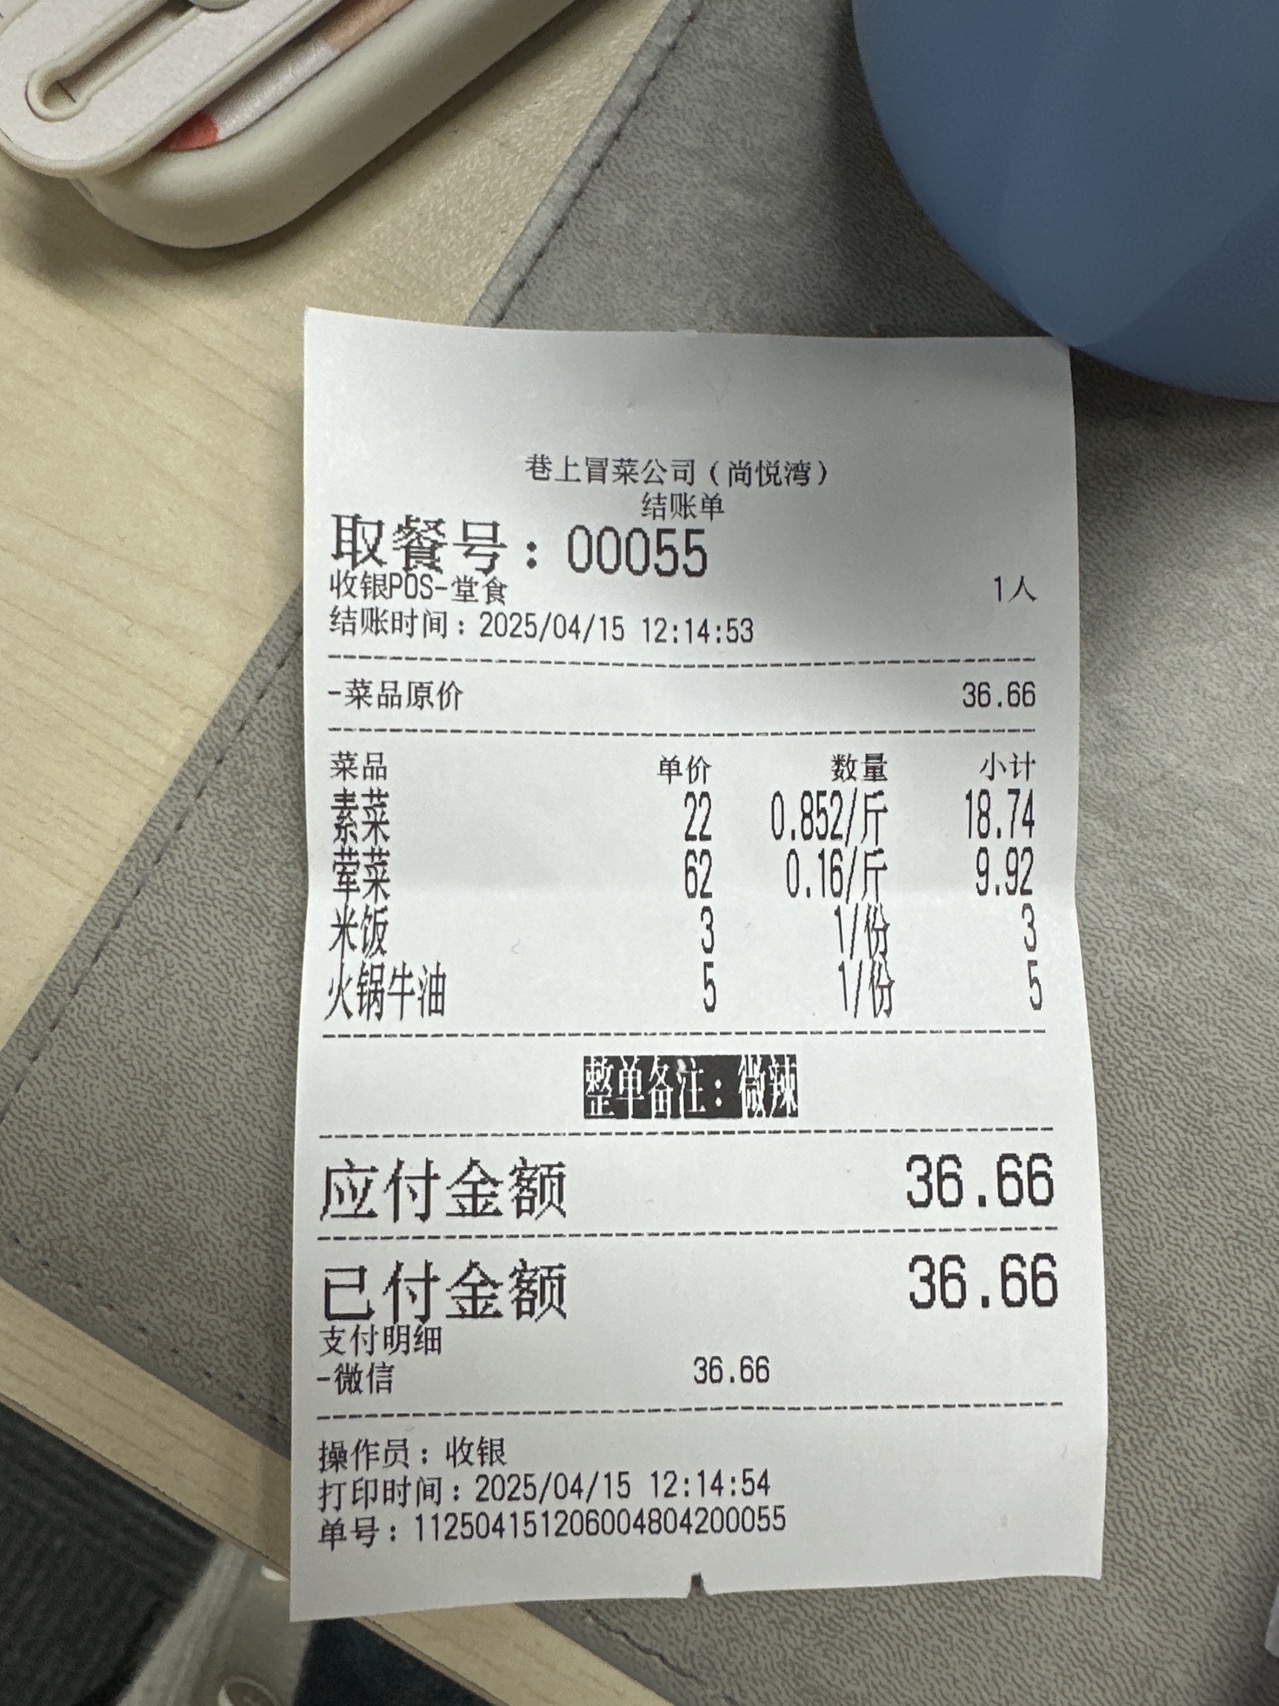 巷上冒菜公司（尚悦湾）
结账单
取餐号：00055
收银POS-堂食 1人
结账时间：2025/04/15 12:14:53
-菜品原价 36.66
菜品 单价 数量 小计
素菜 22 0.852/斤 18.74
荤菜 62 0.16/斤 9.92
米饭 3 1/份 3
火锅牛油 5 1/份 5
整单备注：微辣
应付金额 36.66
已付金额 36.66
支付明细
-微信 36.66
操作员：收银
打印时间：2025/04/15 12:14:54
单号：112504151206004804200055